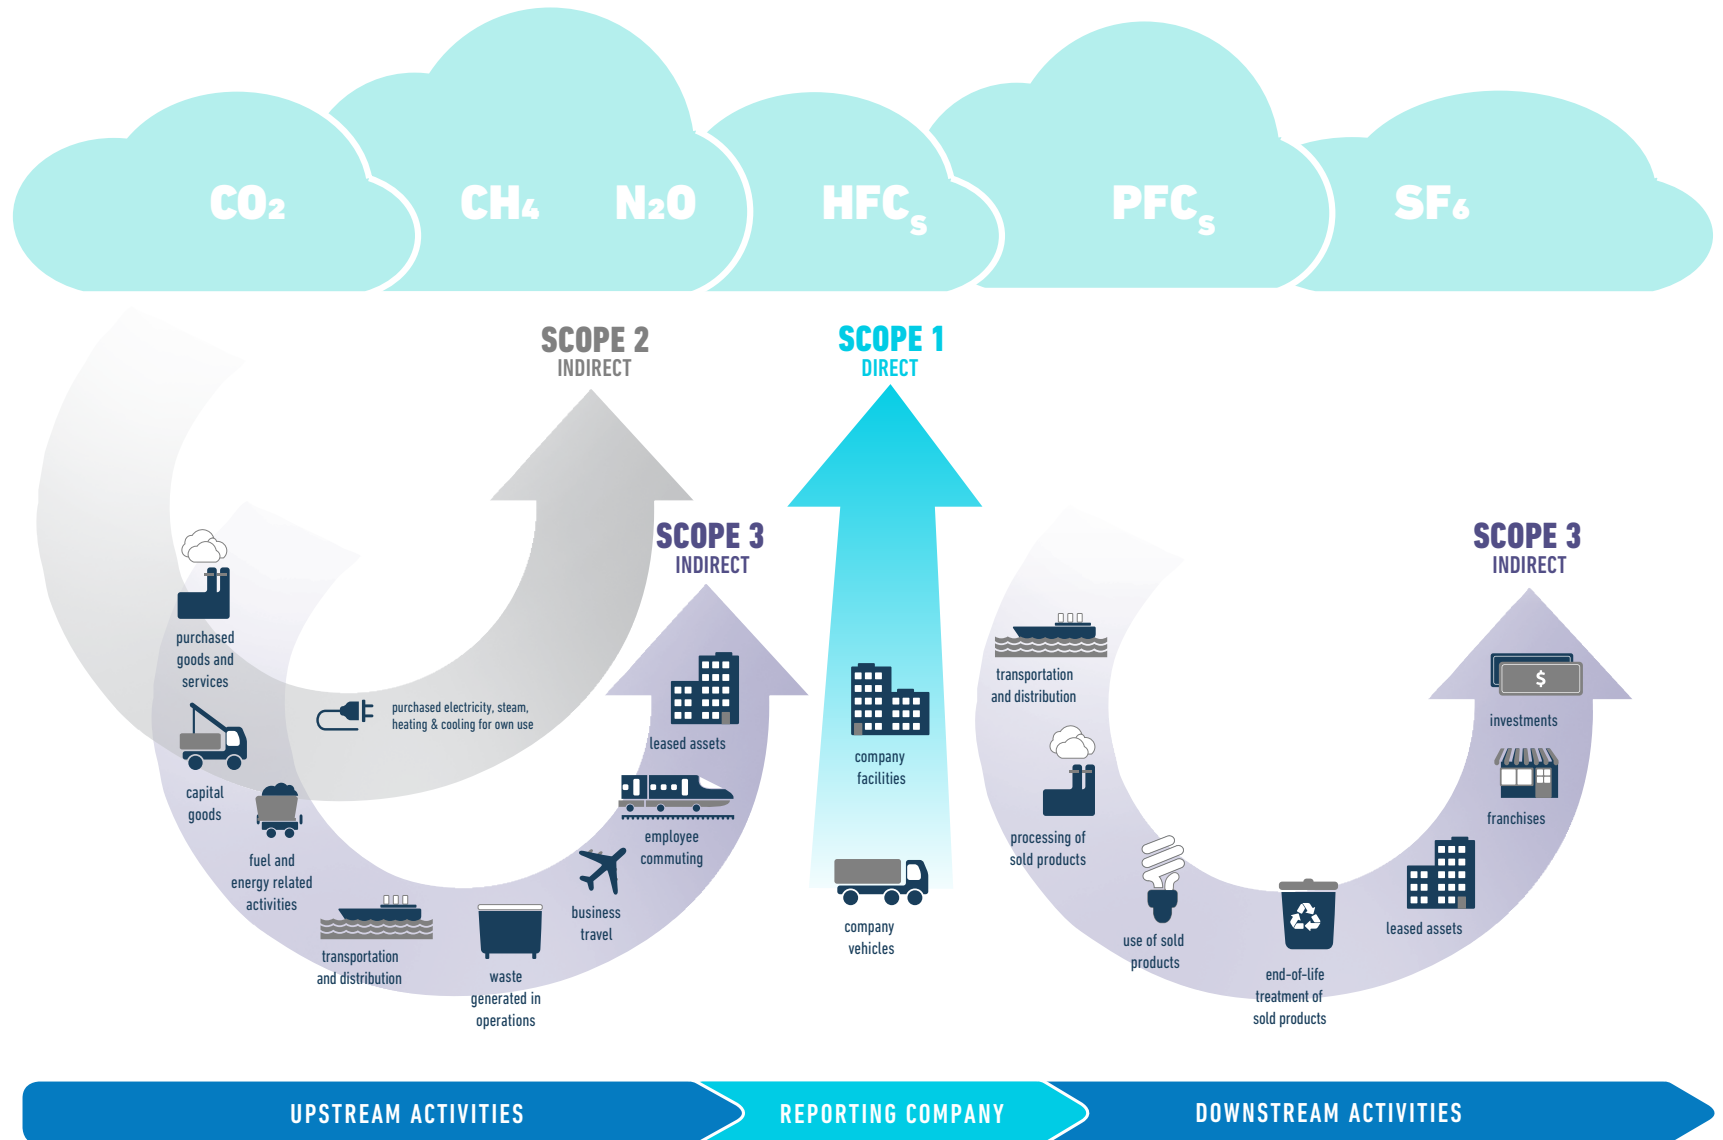 CO2
CH4
N2O
HFCs
PFCs
SF6
SCOPE 2
INDIRECT
SCOPE 1
DIRECT
SCOPE 3
INDIRECT
SCOPE 3
INDIRECT
purchased
goods and
services
capital
goods
fuel and
energy related
activities
transportation
and distribution
waste
generated in
operations
business
travel
employee
commuting
leased assets
purchased electricity, steam,
heating & cooling for own use
company
facilities
company
vehicles
transportation
and distribution
processing of
sold products
use of sold
products
end-of-life
treatment of
sold products
leased assets
franchises
$
investments
UPSTREAM ACTIVITIES
REPORTING COMPANY
DOWNSTREAM ACTIVITIES